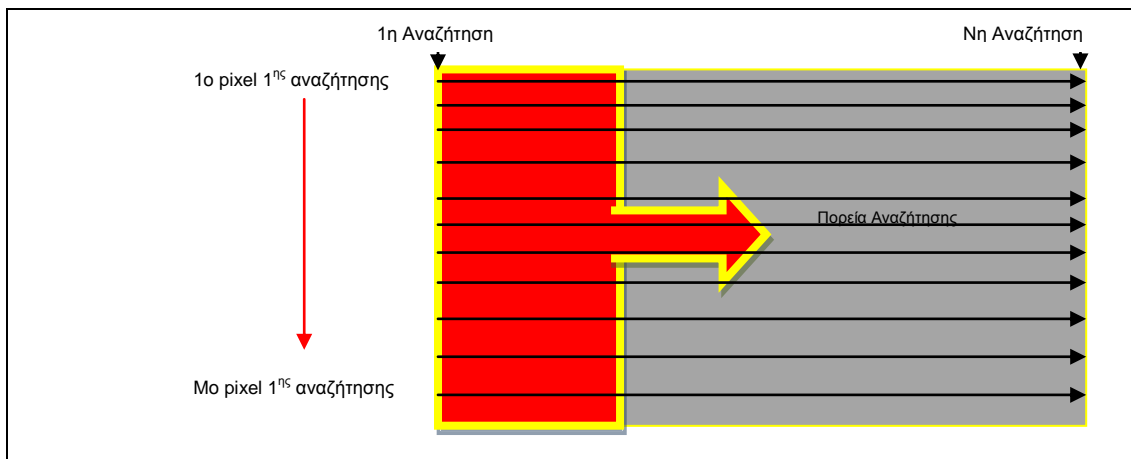 1η Αναζήτηση
Νη Αναζήτηση
1ο pixel 1ης αναζήτησης
Πορεία Αναζήτησης
Μο pixel 1ης αναζήτησης